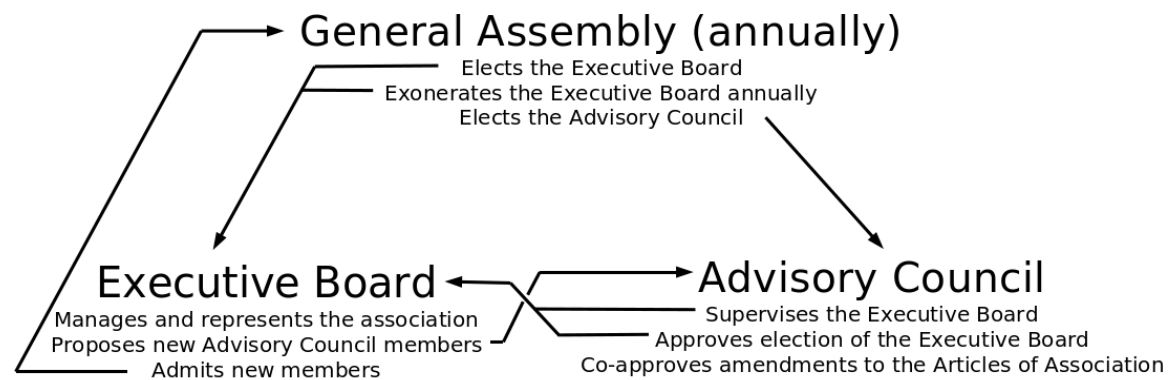 General Assembly (annually)
Elects the Executive Board
Exonerates the Executive Board annually
Elects the Advisory Council
Executive Board
Manages and represents the association
Proposes new Advisory Council members
Admits new members
Advisory Council
Supervises the Executive Board
Approves election of the Executive Board
Co-approves amendments to the Articles of Association